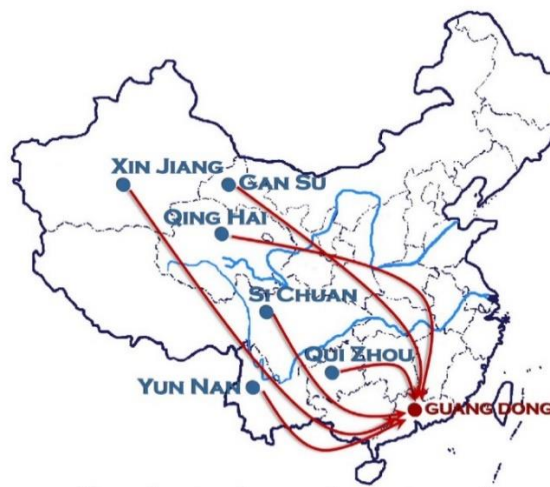 XIN JIANG
GAN SU
QING HAI
SI CHUAN
QUI ZHOU
YUN NAN
GUANG DONG